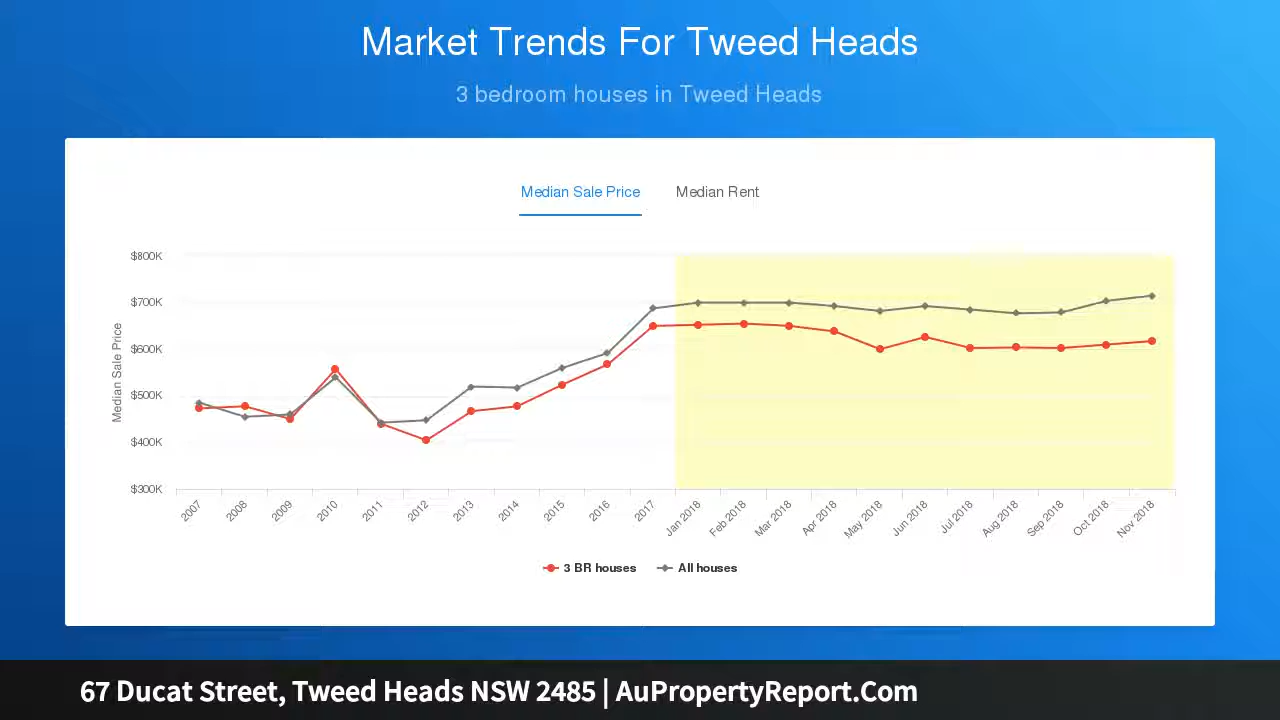 Market Trends For Tweed Heads
3 bedroom houses in Tweed Heads
Median Sale Price
Median Rent
$800K
$700K
$600K
$500K
$400K
$300K
Median Sale Price
2007
2008
2009
2010
2011
2012
2013
2014
2015
2016
2017
Jan 2018
Feb 2018
Mar 2018
Apr 2018
May 2018
Jun 2018
Jul 2018
Aug 2018
Sep 2018
Oct 2018
Nov 2018
3 BR houses
All houses
67 Ducat Street, Tweed Heads NSW 2485 | AuPropertyReport.Com